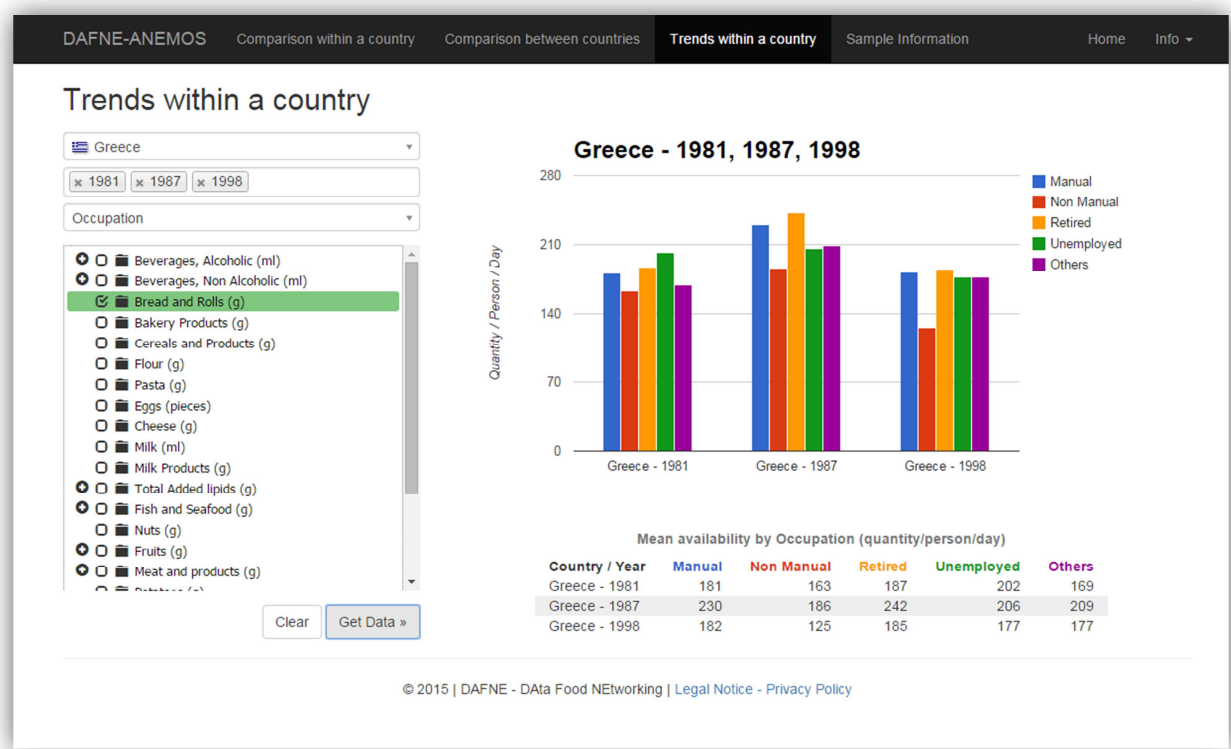 DAFNE-ANEMOS Comparison within a country Comparison between countries Trends within a country Sample Information Home Info
Trends within a country
Greece
× 1981 × 1987 × 1998
Occupation
Beverages, Alcoholic (ml)
Beverages, Non Alcoholic (ml)
Bread and Rolls (g)
Bakery Products (g)
Cereals and Products (g)
Flour (g)
Pasta (g)
Eggs (pieces)
Cheese (g)
Milk (ml)
Milk Products (g)
Total Added lipids (g)
Fish and Seafood (g)
Nuts (g)
Fruits (g)
Meat and products (g)
Clear Get Data »
Greece - 1981, 1987, 1998
Quantity / Person / Day
280
210
140
70
0
Greece - 1981 Greece - 1987 Greece - 1998
Manual
Non Manual
Retired
Unemployed
Others
Mean availability by Occupation (quantity/person/day)
Country / Year Manual Non Manual Retired Unemployed Others
Greece - 1981 181 163 187 202 169
Greece - 1987 230 186 242 206 209
Greece - 1998 182 125 185 177 177
© 2015 | DAFNE - DAta Food NEtworking | Legal Notice - Privacy Policy